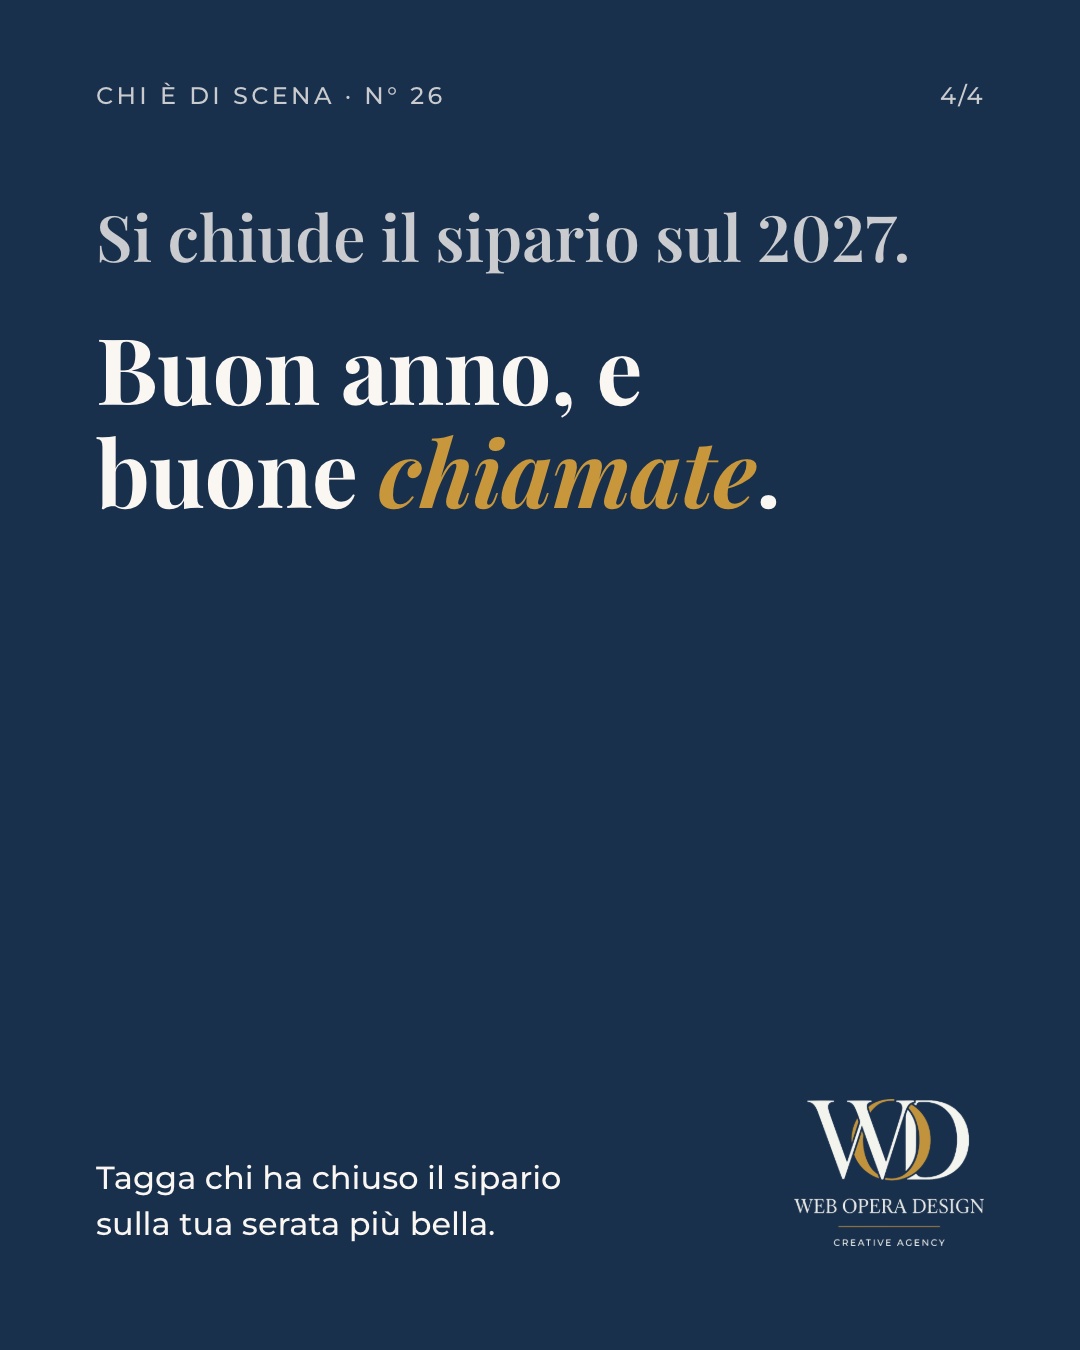 CHI È DI SCENA · N° 26
4/4
Si chiude il sipario sul 2027.
Buon anno, e
buone chiamate.
Tagga chi ha chiuso il sipario
sulla tua serata più bella.
WOD
WEB OPERA DESIGN
CREATIVE AGENCY